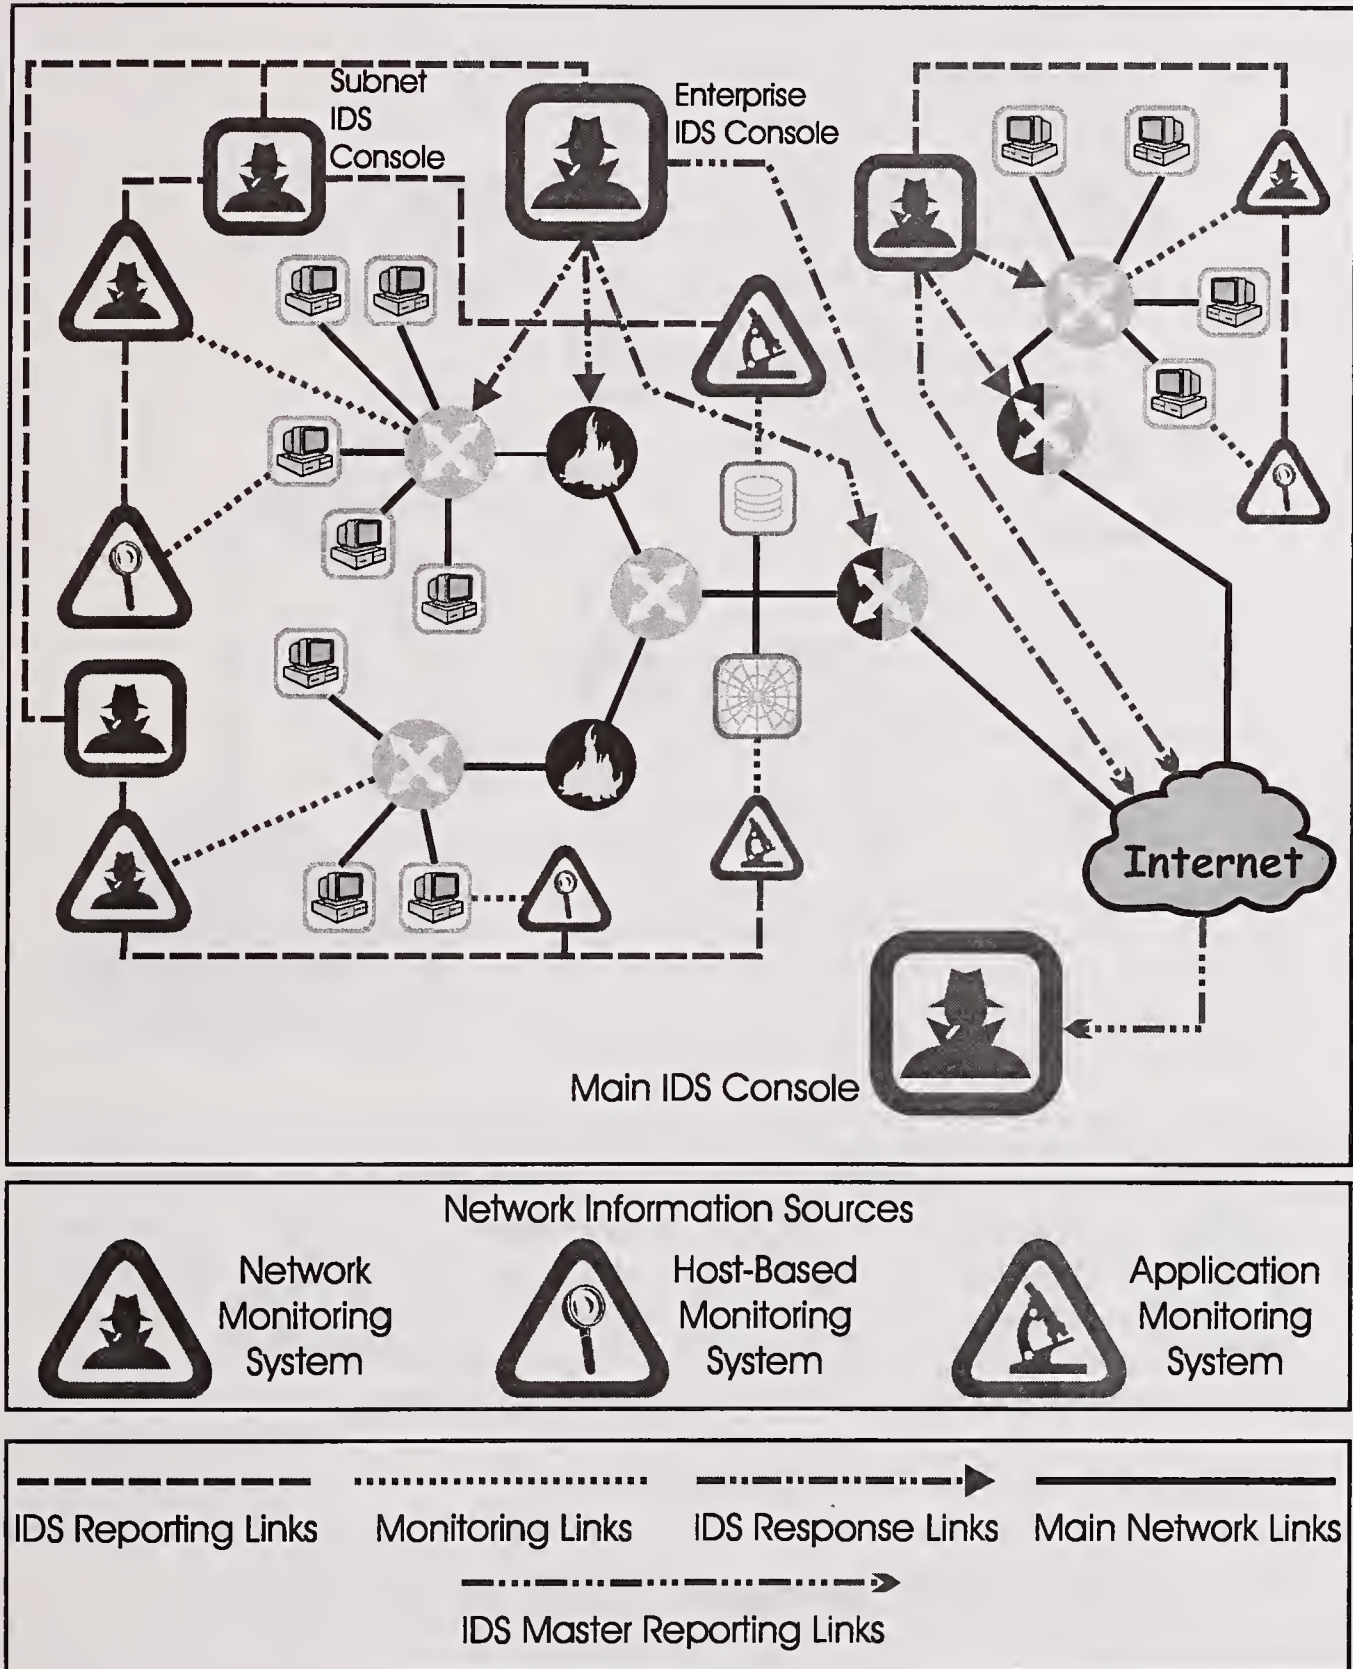 Subnet
IDS
Console
Enterprise
IDS Console
Internet
Main IDS Console
Network Information Sources
Network
Monitoring
System
Host-Based
Monitoring
System
Application
Monitoring
System
IDS Reporting Links
Monitoring Links
IDS Response Links
Main Network Links
IDS Master Reporting Links